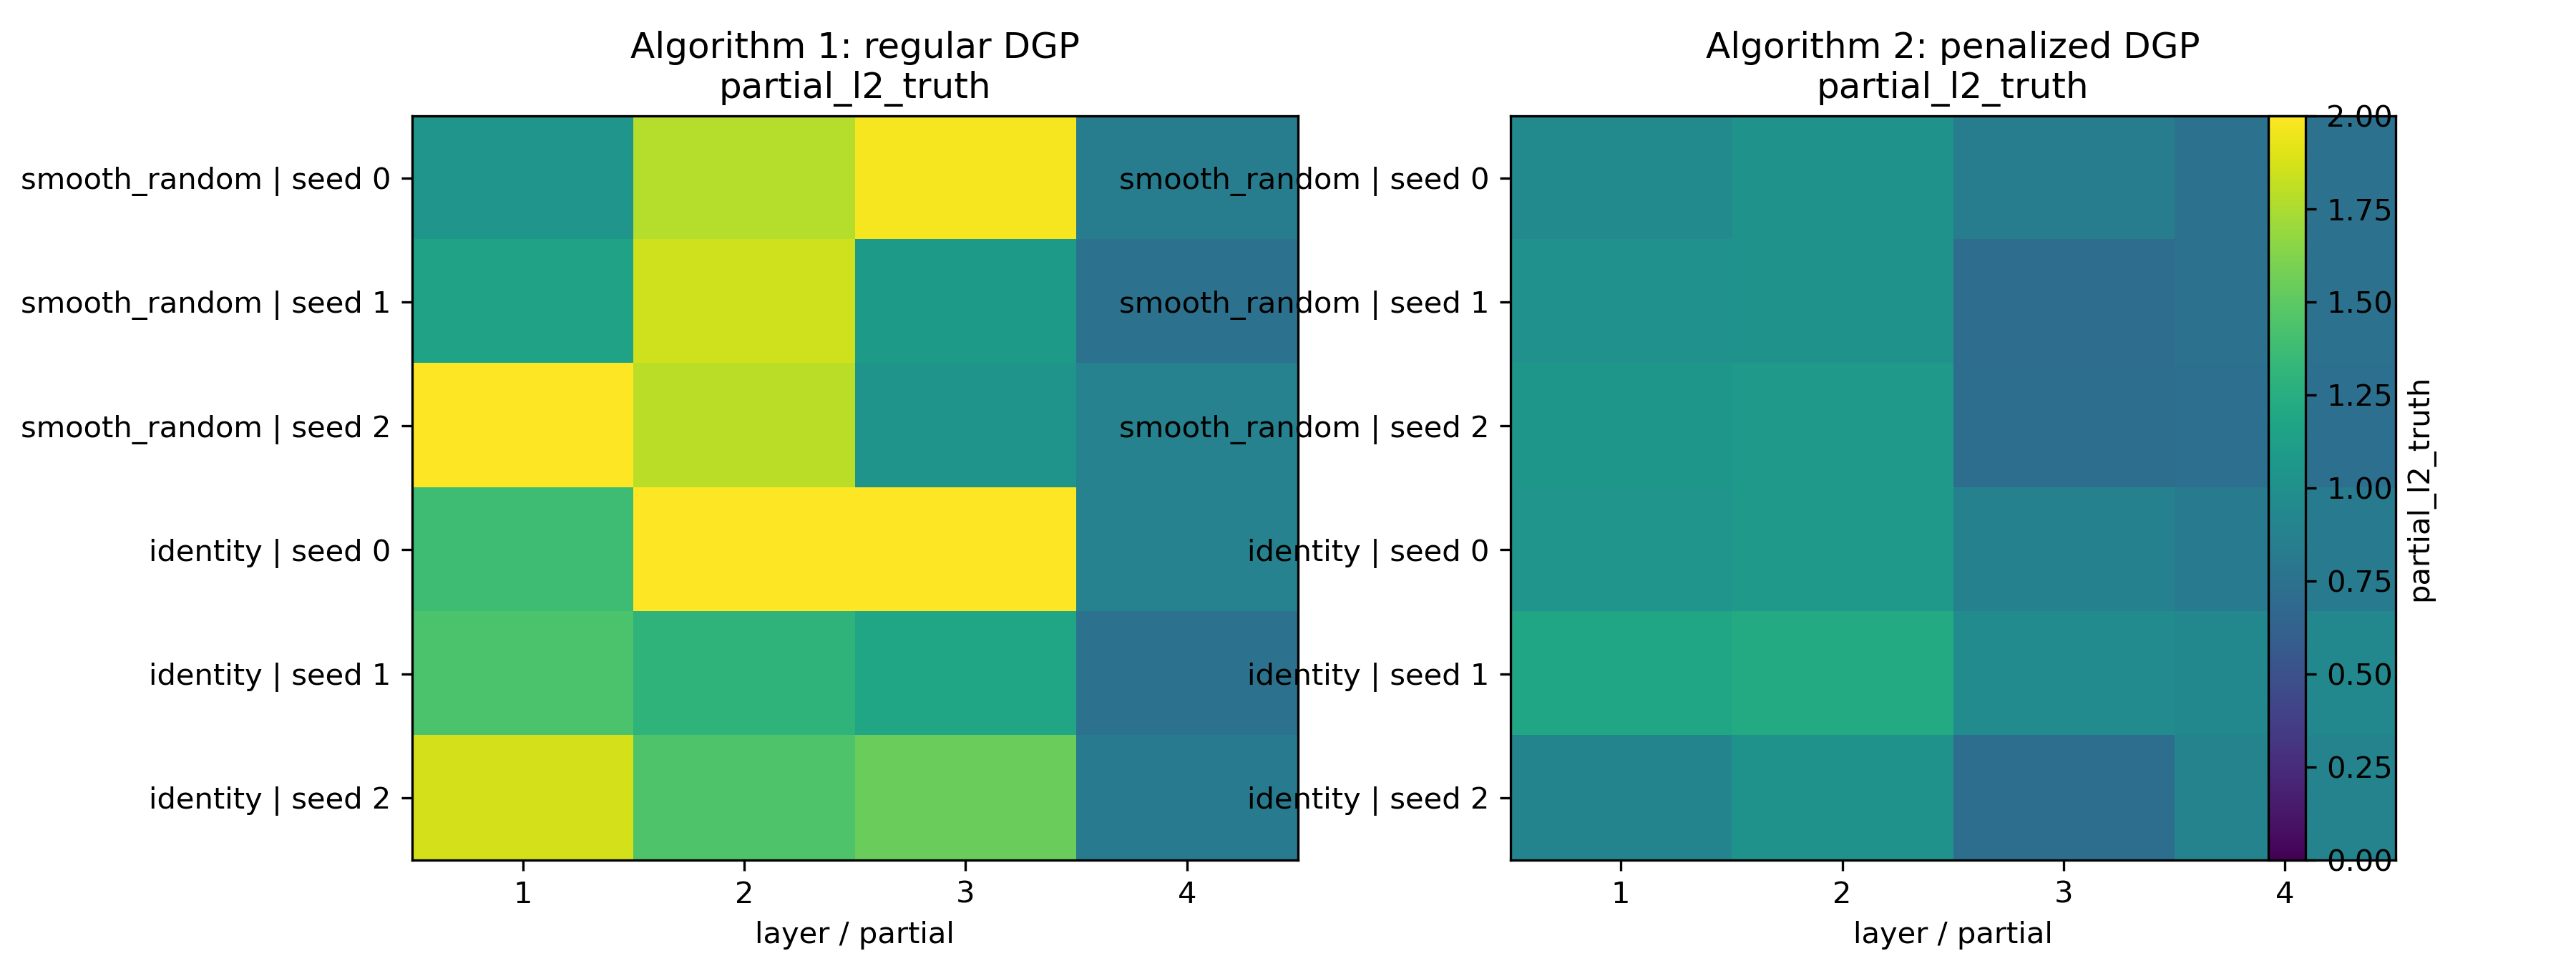 Algorithm 1: regular DGP
partial_l2_truth
smooth_random | seed 0
smooth_random | seed 1
smooth_random | seed 2
identity | seed 0
identity | seed 1
identity | seed 2
1 2 3 4
layer / partial
Algorithm 2: penalized DGP
partial_l2_truth
smooth_random | seed 0
smooth_random | seed 1
smooth_random | seed 2
identity | seed 0
identity | seed 1
identity | seed 2
1 2 3 4
layer / partial
2.00
1.75
1.50
1.25
1.00
0.75
0.50
0.25
0.00
partial_l2_truth